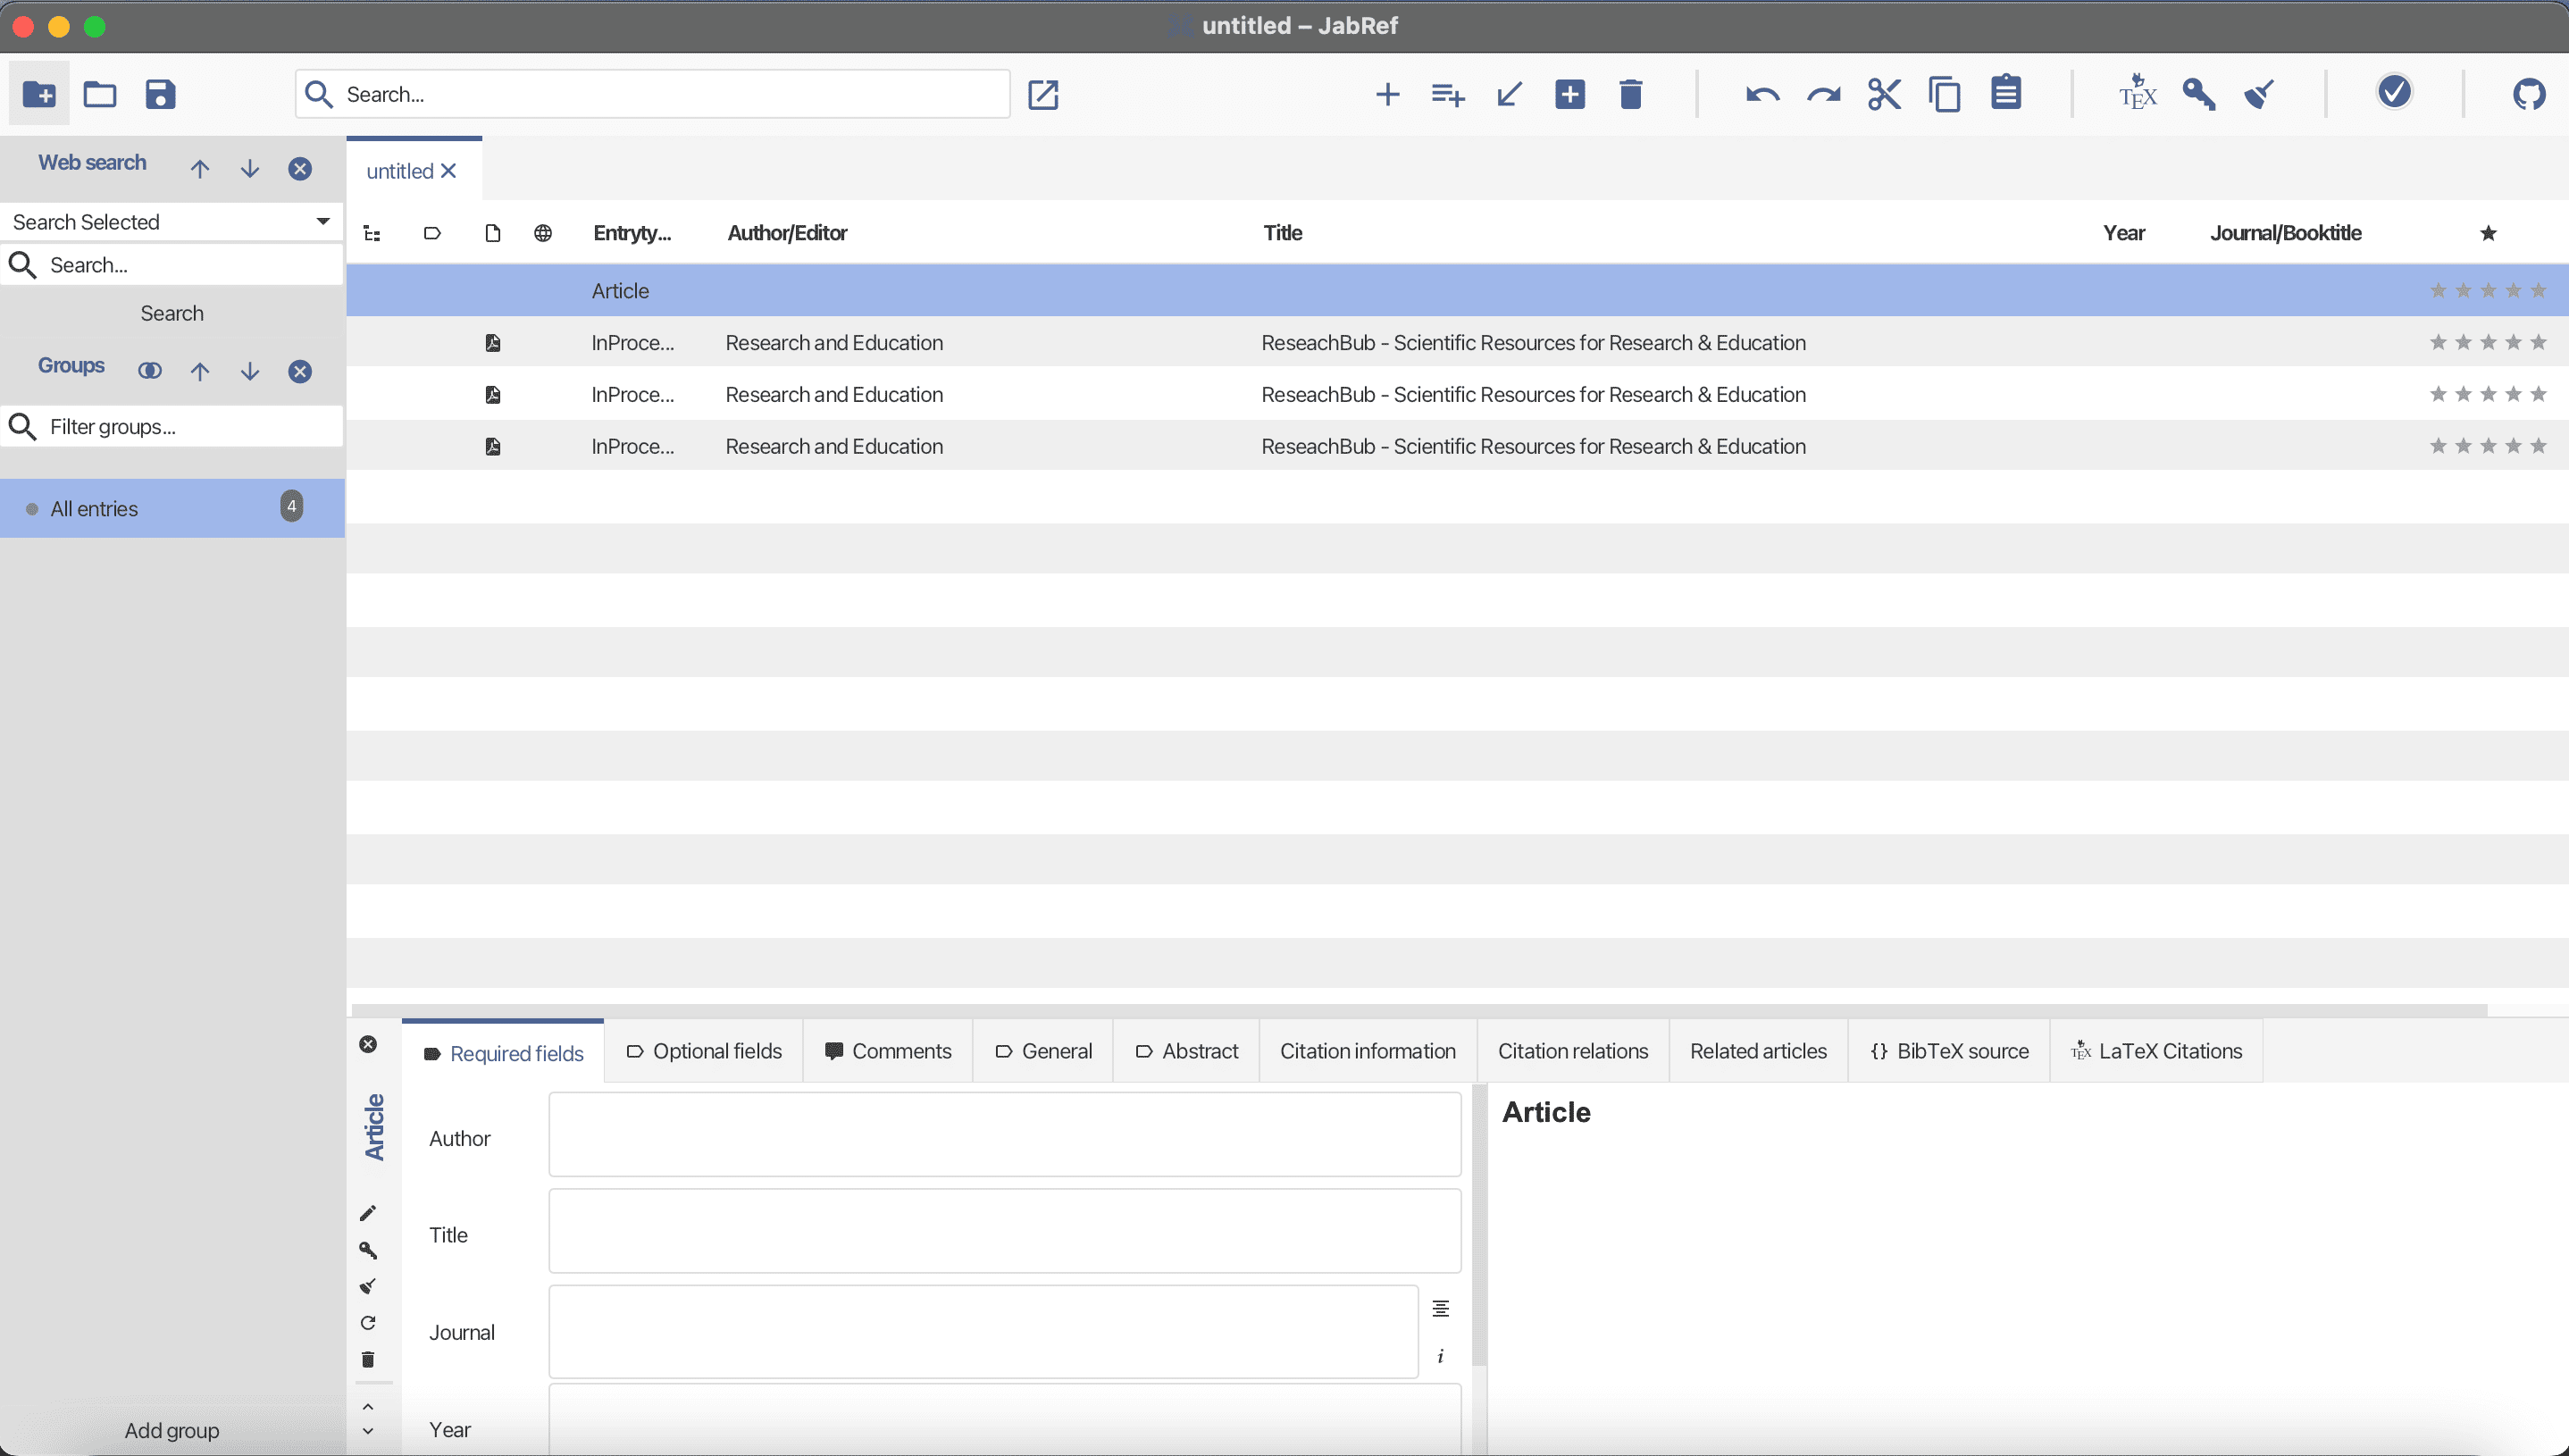 untitled – JabRef
Search...
TEX
Web search
untitled
Search Selected
Search...
Search
Groups
Filter groups...
All entries 4
Entryty... Author/Editor Title Year Journal/Booktitle
Article
InProce... Research and Education ReseachBub - Scientific Resources for Research & Education
InProce... Research and Education ReseachBub - Scientific Resources for Research & Education
InProce... Research and Education ReseachBub - Scientific Resources for Research & Education
Required fields Optional fields Comments General Abstract Citation information Citation relations Related articles {} BibTeX source TEX LaTeX Citations
Article
Author
Title
Journal
i
Year
Article
Add group